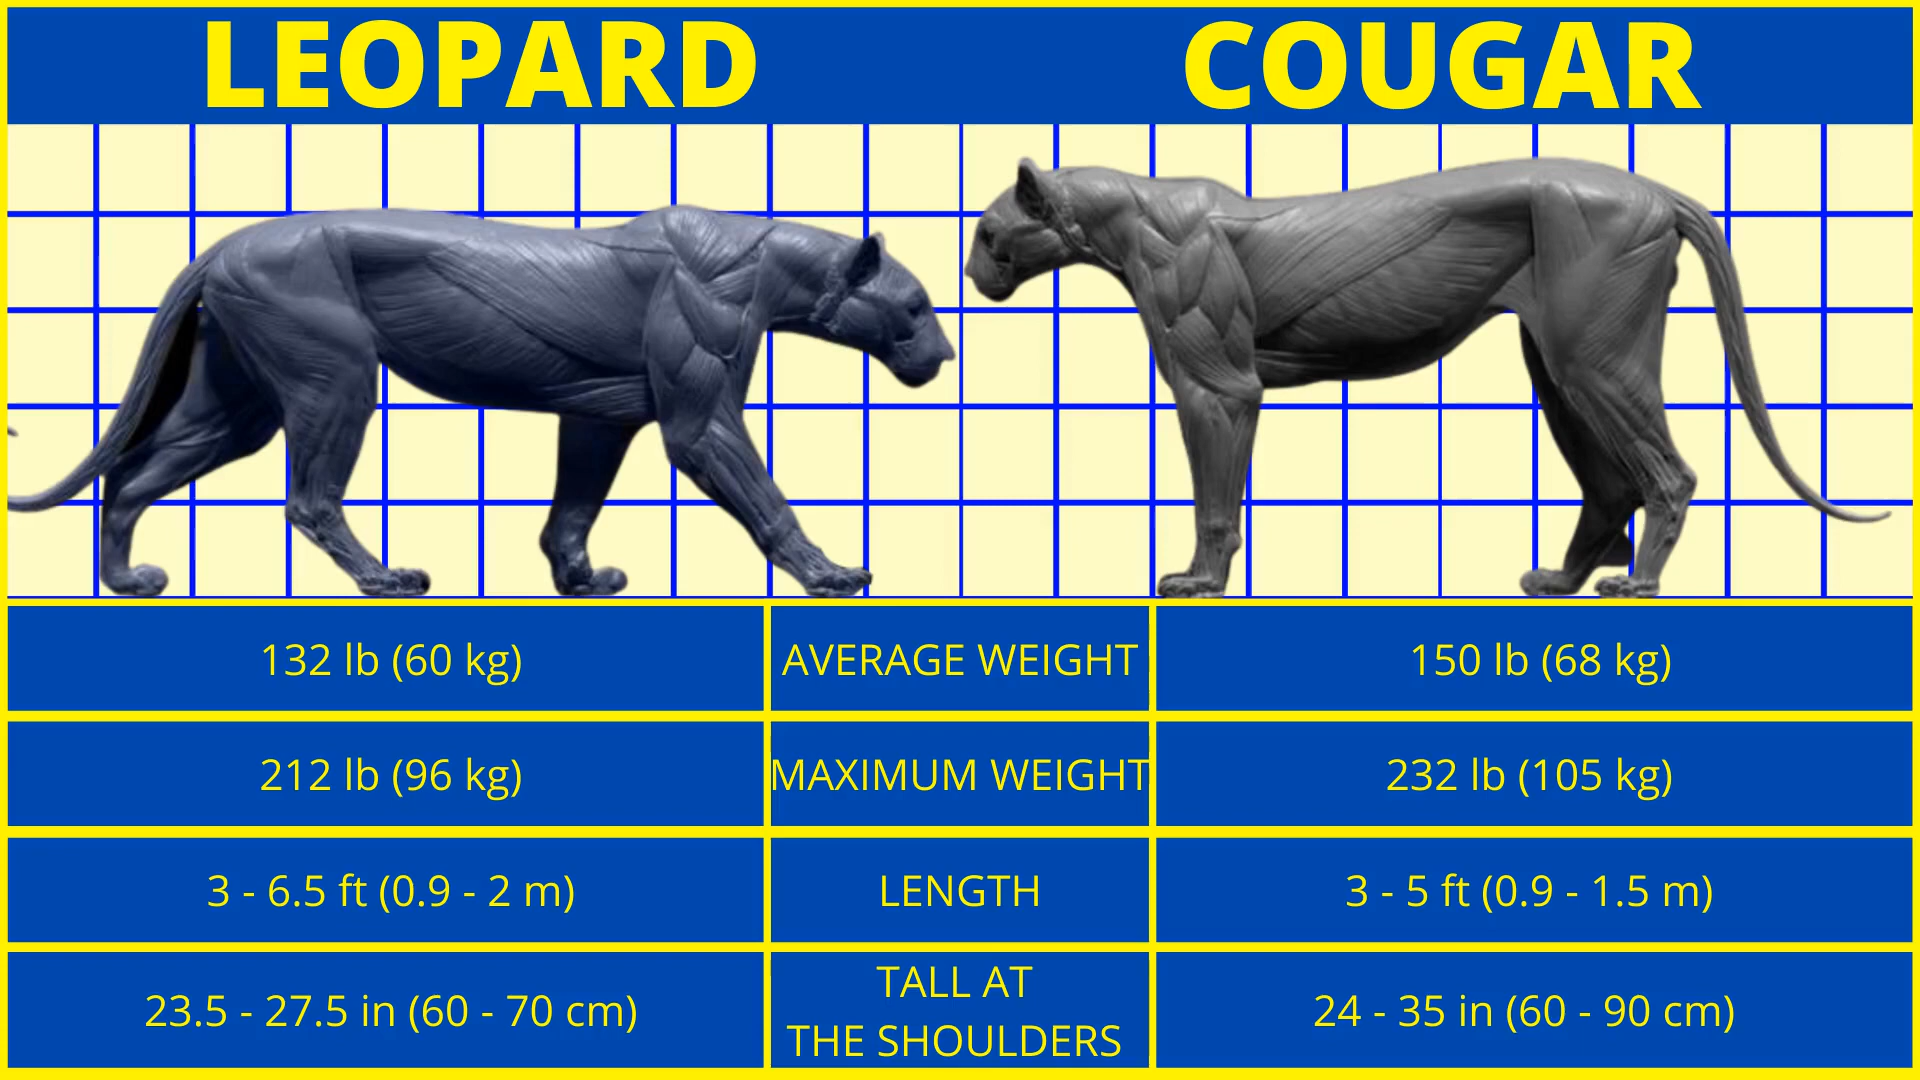 LEOPARD COUGAR
132 lb (60 kg) AVERAGE WEIGHT 150 lb (68 kg)
212 lb (96 kg) MAXIMUM WEIGHT 232 lb (105 kg)
3 - 6.5 ft (0.9 - 2 m) LENGTH 3 - 5 ft (0.9 - 1.5 m)
23.5 - 27.5 in (60 - 70 cm) TALL AT
THE SHOULDERS 24 - 35 in (60 - 90 cm)